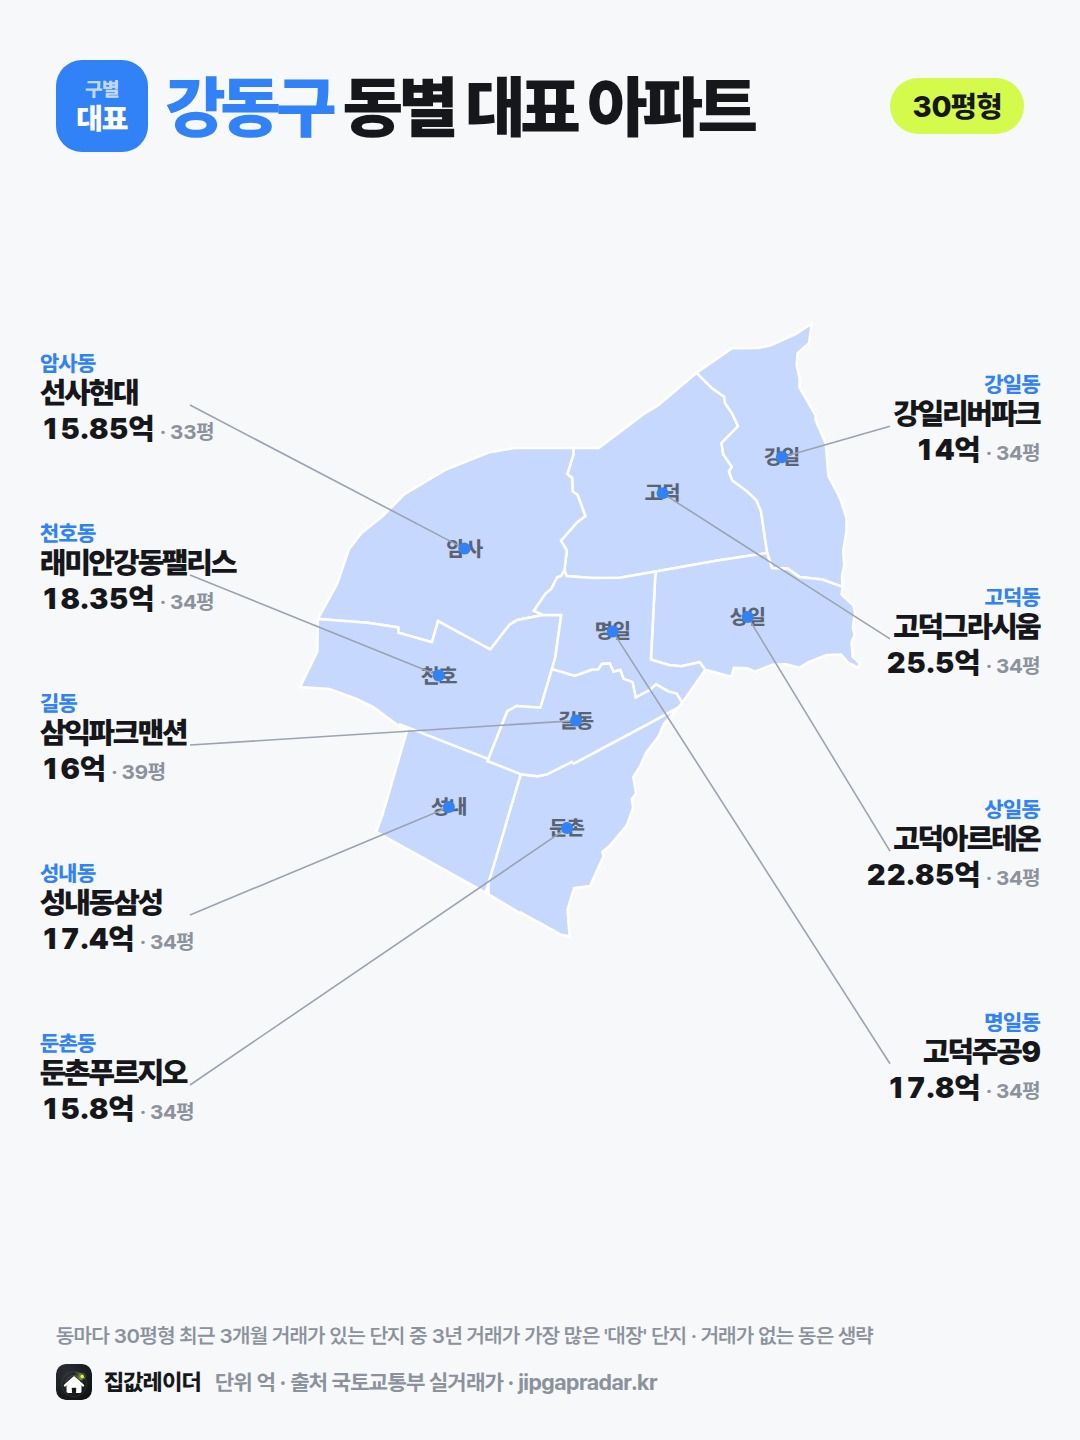 구별
대표
강동구 동별 대표 아파트
30평형
암사동
선사현대
15.85억 · 33평
천호동
래미안강동팰리스
18.35억 · 34평
길동
삼익파크맨션
16억 · 39평
성내동
성내동삼성
17.4억 · 34평
둔촌동
둔촌푸르지오
15.8억 · 34평
강일
고덕
암사
상일
명일
천호
길동
성내
둔촌
강일동
강일리버파크
14억 · 34평
고덕동
고덕그라시움
25.5억 · 34평
상일동
고덕아르테온
22.85억 · 34평
명일동
고덕주공9
17.8억 · 34평
동마다 30평형 최근 3개월 거래가 있는 단지 중 3년 거래가 가장 많은 '대장' 단지 · 거래가 없는 동은 생략
집값레이더 단위 억 · 출처 국토교통부 실거래가 · jipgapradar.kr